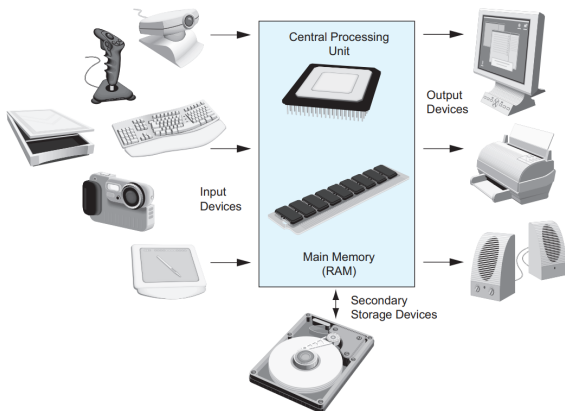 Central Processing
Unit
Output
Devices
Input
Devices
Main Memory
(RAM)
Secondary
Storage Devices